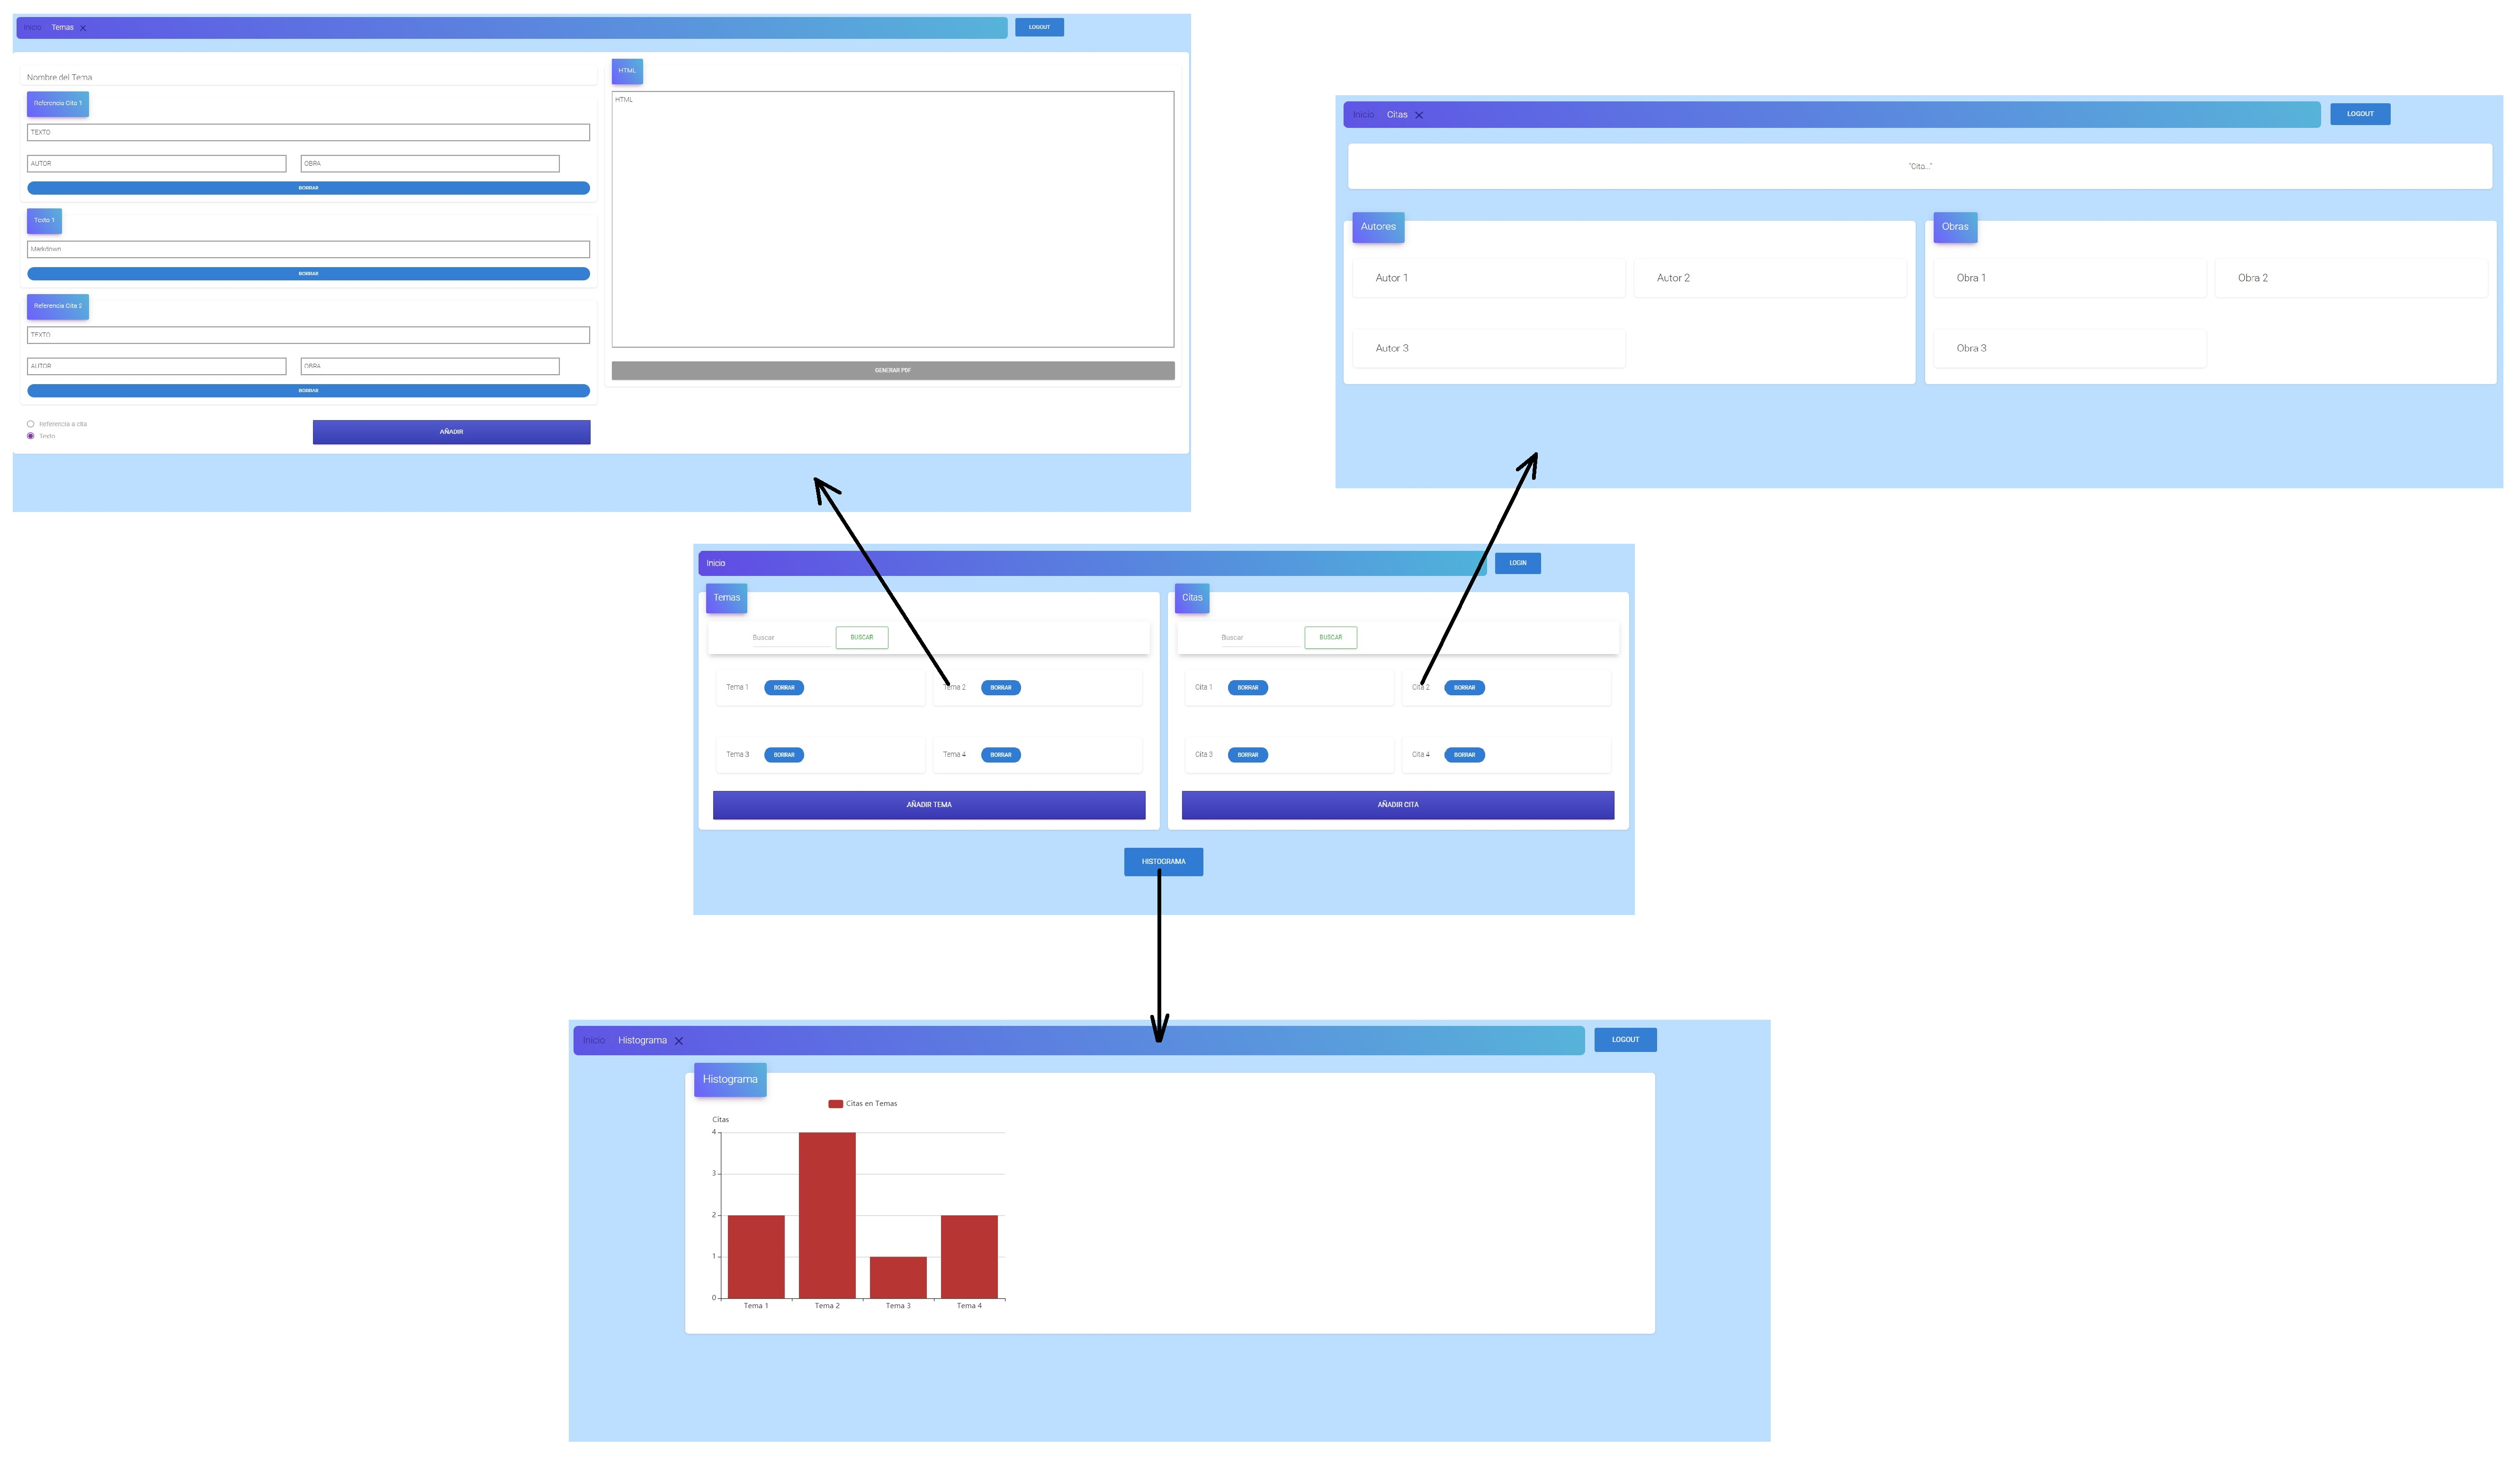 Inicio Temas
LOGOUT
Nombre del Tema
Referencia Cita 1
TEXTO
AUTOR OBRA
BORRAR
Texto 1
Markdown
BORRAR
Referencia Cita 2
TEXTO
AUTOR OBRA
BORRAR
Referencia a cita
Texto
AÑADIR
HTML
HTML
GENERAR PDF
Inicio Citas
LOGOUT
"Cita..."
Autores
Autor 1 Autor 2
Autor 3
Obras
Obra 1 Obra 2
Obra 3
Inicio
LOGIN
Temas
Buscar BUSCAR
Tema 1 BORRAR Tema 2 BORRAR
Tema 3 BORRAR Tema 4 BORRAR
AÑADIR TEMA
Citas
Buscar BUSCAR
Cita 1 BORRAR Cita 2 BORRAR
Cita 3 BORRAR Cita 4 BORRAR
AÑADIR CITA
HISTOGRAMA
Inicio Histograma
LOGOUT
Histograma
Citas en Temas
Citas
4
3
2
1
0
Tema 1 Tema 2 Tema 3 Tema 4